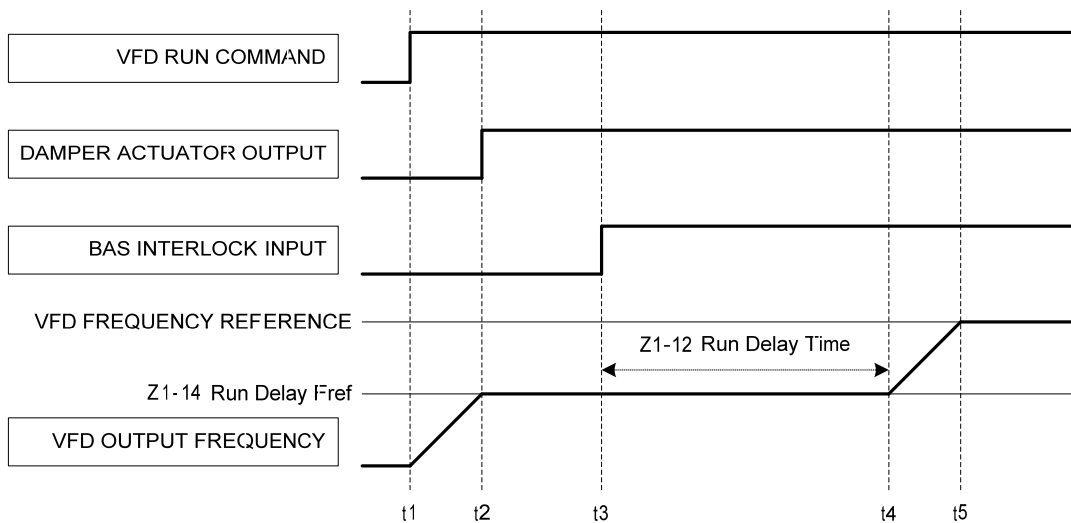 VFD RUN COMMAND
DAMPER ACTUATOR OUTPUT
BAS INTERLOCK INPUT
VFD FREQUENCY REFERENCE
Z1-12 Run Delay Time
Z1-14 Run Delay Fref
VFD OUTPUT FREQUENCY
t1 t2 t3 t4 t5